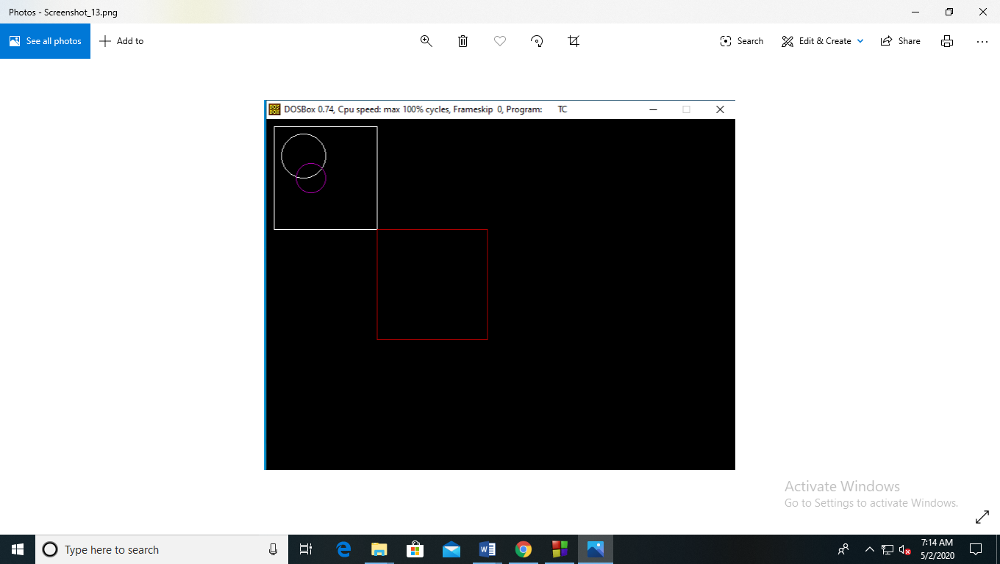 Photos - Screenshot_13.png
See all photos
Add to
Search
Edit & Create
Share
DOS
BOX
DOSBox 0.74, Cpu speed: max 100% cycles, Frameskip 0, Program: TC
Activate Windows
Go to Settings to activate Windows.
Type here to search
7:14 AM
5/2/2020